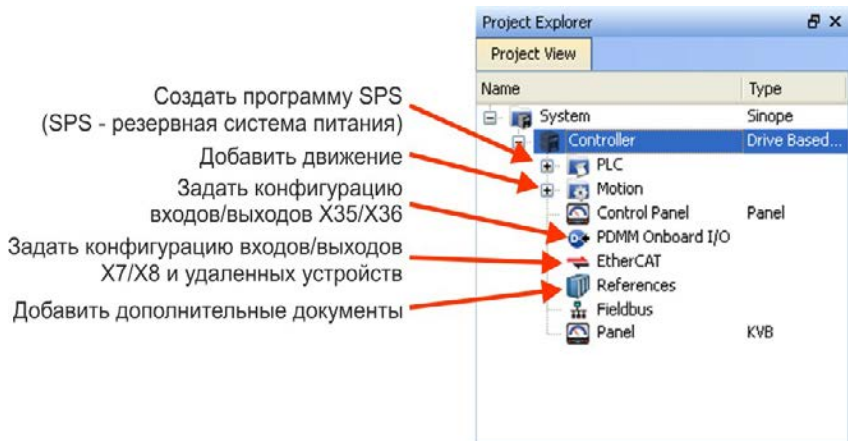 Создать программу SPS
(SPS - резервная система питания)
Добавить движение
Задать конфигурацию
входов/выходов X35/X36
Задать конфигурацию входов/выходов
X7/X8 и удаленных устройств
Добавить дополнительные документы
Project Explorer
Project View
Name Type
System Sinope
Controller Drive Based...
PLC
Motion
Control Panel Panel
PDMM Onboard I/O
EtherCAT
References
Fieldbus
Panel KVB